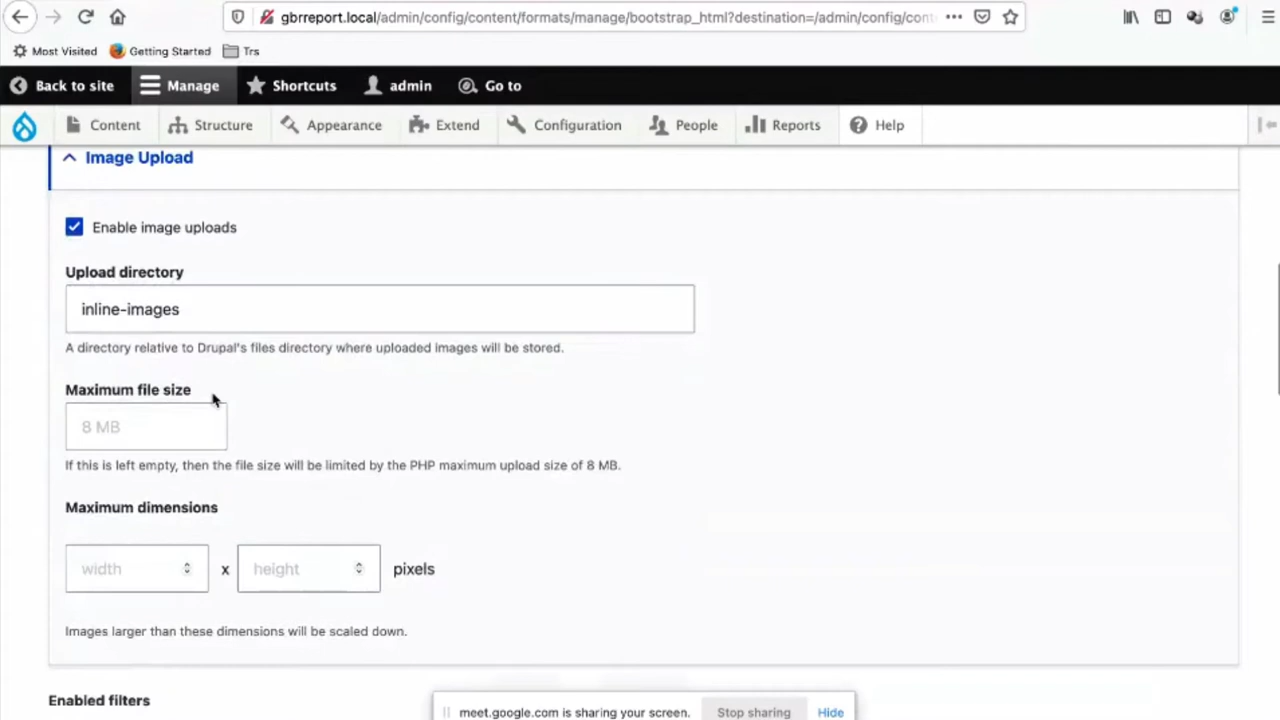 gbrreport.local/admin/config/content/formats/manage/bootstrap_html?destination=/admin/config/cont
Most Visited Getting Started Trs
Back to site Manage Shortcuts admin Go to
Content Structure Appearance Extend Configuration People Reports Help
Image Upload
Enable image uploads
Upload directory
inline-images
A directory relative to Drupal's files directory where uploaded images will be stored.
Maximum file size
8 MB
If this is left empty, then the file size will be limited by the PHP maximum upload size of 8 MB.
Maximum dimensions
width x height pixels
Images larger than these dimensions will be scaled down.
Enabled filters
meet.google.com is sharing your screen. Stop sharing Hide